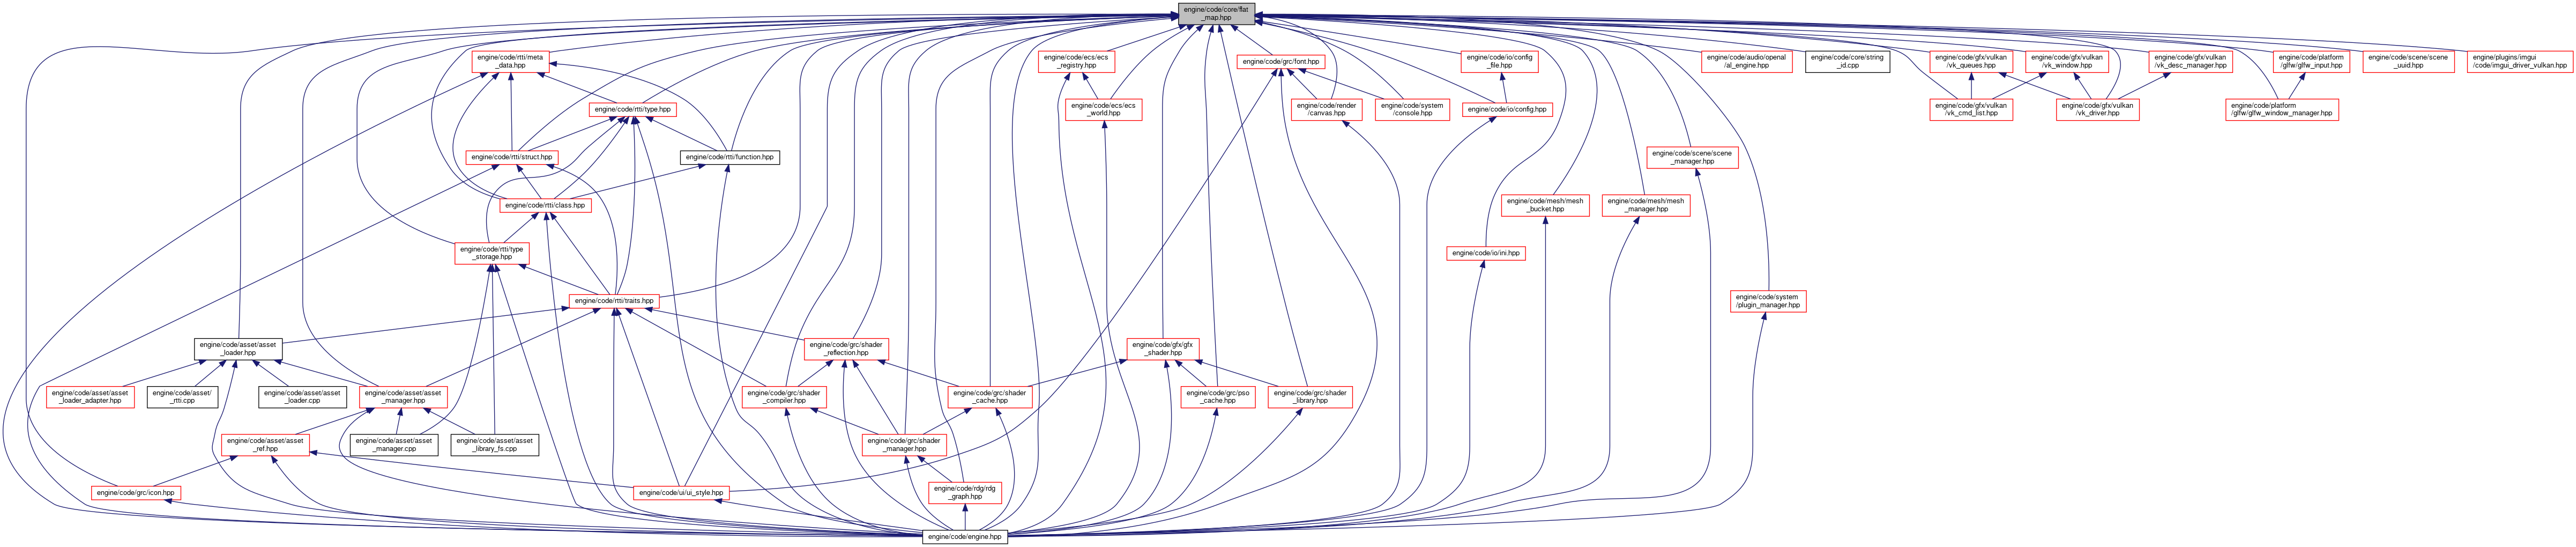 engine/code/core/flat
_map.hpp
engine/code/rtti/meta
_data.hpp
engine/code/ecs/ecs
_registry.hpp
engine/code/grc/font.hpp
engine/code/io/config
_file.hpp
engine/code/audio/openal
/al_engine.hpp
engine/code/core/string
_id.cpp
engine/code/gfx/vulkan
/vk_queues.hpp
engine/code/gfx/vulkan
/vk_window.hpp
engine/code/gfx/vulkan
/vk_desc_manager.hpp
engine/code/platform
/glfw/glfw_input.hpp
engine/code/scene/scene
_uuid.hpp
engine/plugins/imgui
/code/imgui_driver_vulkan.hpp
engine/code/rtti/type.hpp
engine/code/ecs/ecs
_world.hpp
engine/code/render
/canvas.hpp
engine/code/system
/console.hpp
engine/code/io/config.hpp
engine/code/gfx/vulkan
/vk_cmd_list.hpp
engine/code/gfx/vulkan
/vk_driver.hpp
engine/code/platform
/glfw/glfw_window_manager.hpp
engine/code/rtti/struct.hpp
engine/code/rtti/function.hpp
engine/code/scene/scene
_manager.hpp
engine/code/rtti/class.hpp
engine/code/mesh/mesh
_bucket.hpp
engine/code/mesh/mesh
_manager.hpp
engine/code/rtti/type
_storage.hpp
engine/code/io/ini.hpp
engine/code/rtti/traits.hpp
engine/code/system
/plugin_manager.hpp
engine/code/asset/asset
_loader.hpp
engine/code/grc/shader
_reflection.hpp
engine/code/gfx/gfx
_shader.hpp
engine/code/asset/asset
_loader_adapter.hpp
engine/code/asset/
_rtti.cpp
engine/code/asset/asset
_loader.cpp
engine/code/asset/asset
_manager.hpp
engine/code/grc/shader
_compiler.hpp
engine/code/grc/shader
_cache.hpp
engine/code/grc/pso
_cache.hpp
engine/code/grc/shader
_library.hpp
engine/code/asset/asset
_ref.hpp
engine/code/asset/asset
_manager.cpp
engine/code/asset/asset
_library_fs.cpp
engine/code/grc/shader
_manager.hpp
engine/code/grc/icon.hpp
engine/code/ui/ui_style.hpp
engine/code/rdg/rdg
_graph.hpp
engine/code/engine.hpp